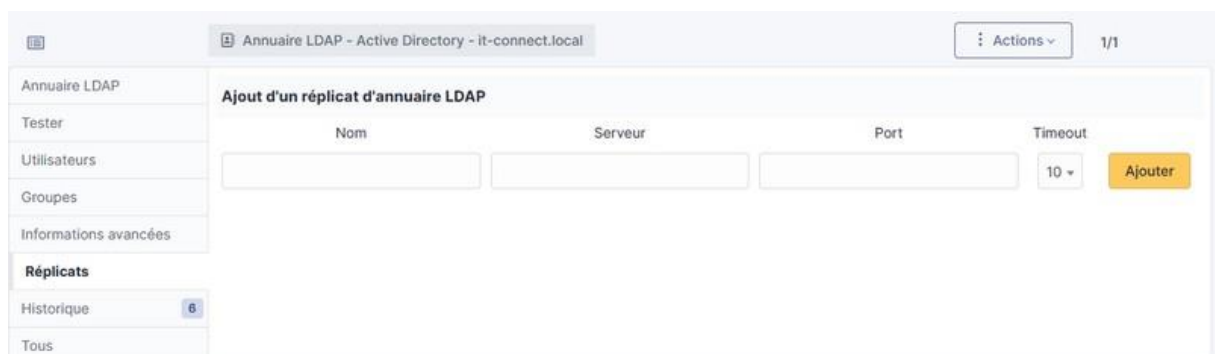 Annuaire LDAP - Active Directory - it-connect.local
Actions
1/1
Annuaire LDAP
Tester
Utilisateurs
Groupes
Informations avancées
Réplicats
Historique 6
Tous
Ajout d'un réplicat d'annuaire LDAP
Nom Serveur Port Timeout
10 Ajouter